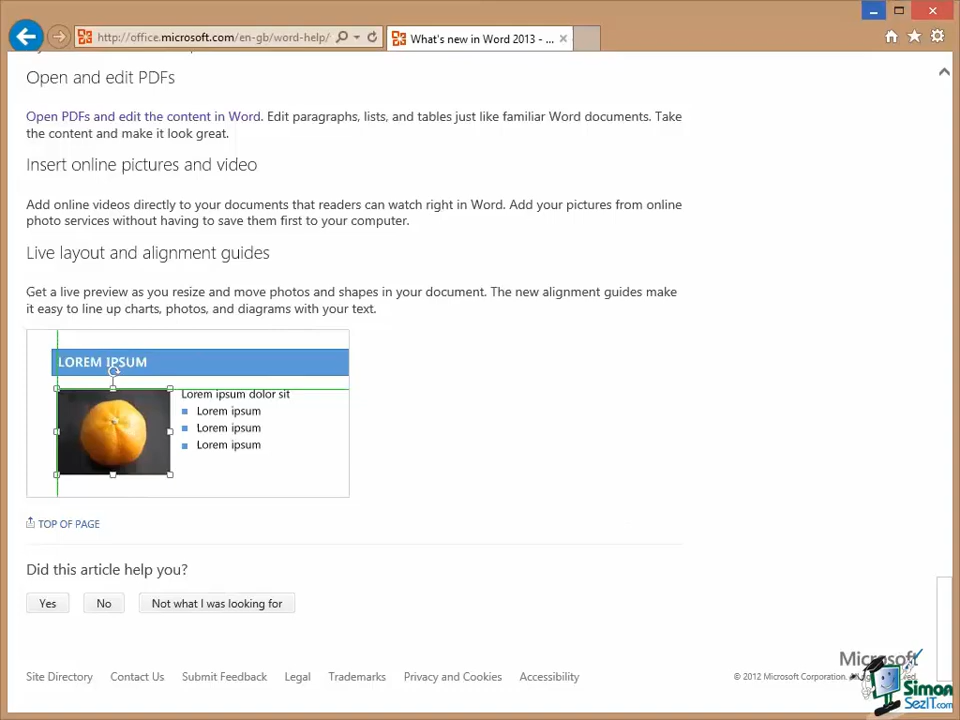 http://office.microsoft.com/en-gb/word-help/
What's new in Word 2013 - ...
Open and edit PDFs
Open PDFs and edit the content in Word. Edit paragraphs, lists, and tables just like familiar Word documents. Take
the content and make it look great.
Insert online pictures and video
Add online videos directly to your documents that readers can watch right in Word. Add your pictures from online
photo services without having to save them first to your computer.
Live layout and alignment guides
Get a live preview as you resize and move photos and shapes in your document. The new alignment guides make
it easy to line up charts, photos, and diagrams with your text.
LOREM IPSUM
Lorem ipsum dolor sit
Lorem ipsum
Lorem ipsum
Lorem ipsum
TOP OF PAGE
Did this article help you?
Yes No Not what I was looking for
Microsoft
Site Directory Contact Us Submit Feedback Legal Trademarks Privacy and Cookies Accessibility © 2012 Microsoft Corporation. All
Simon
SezIT.com